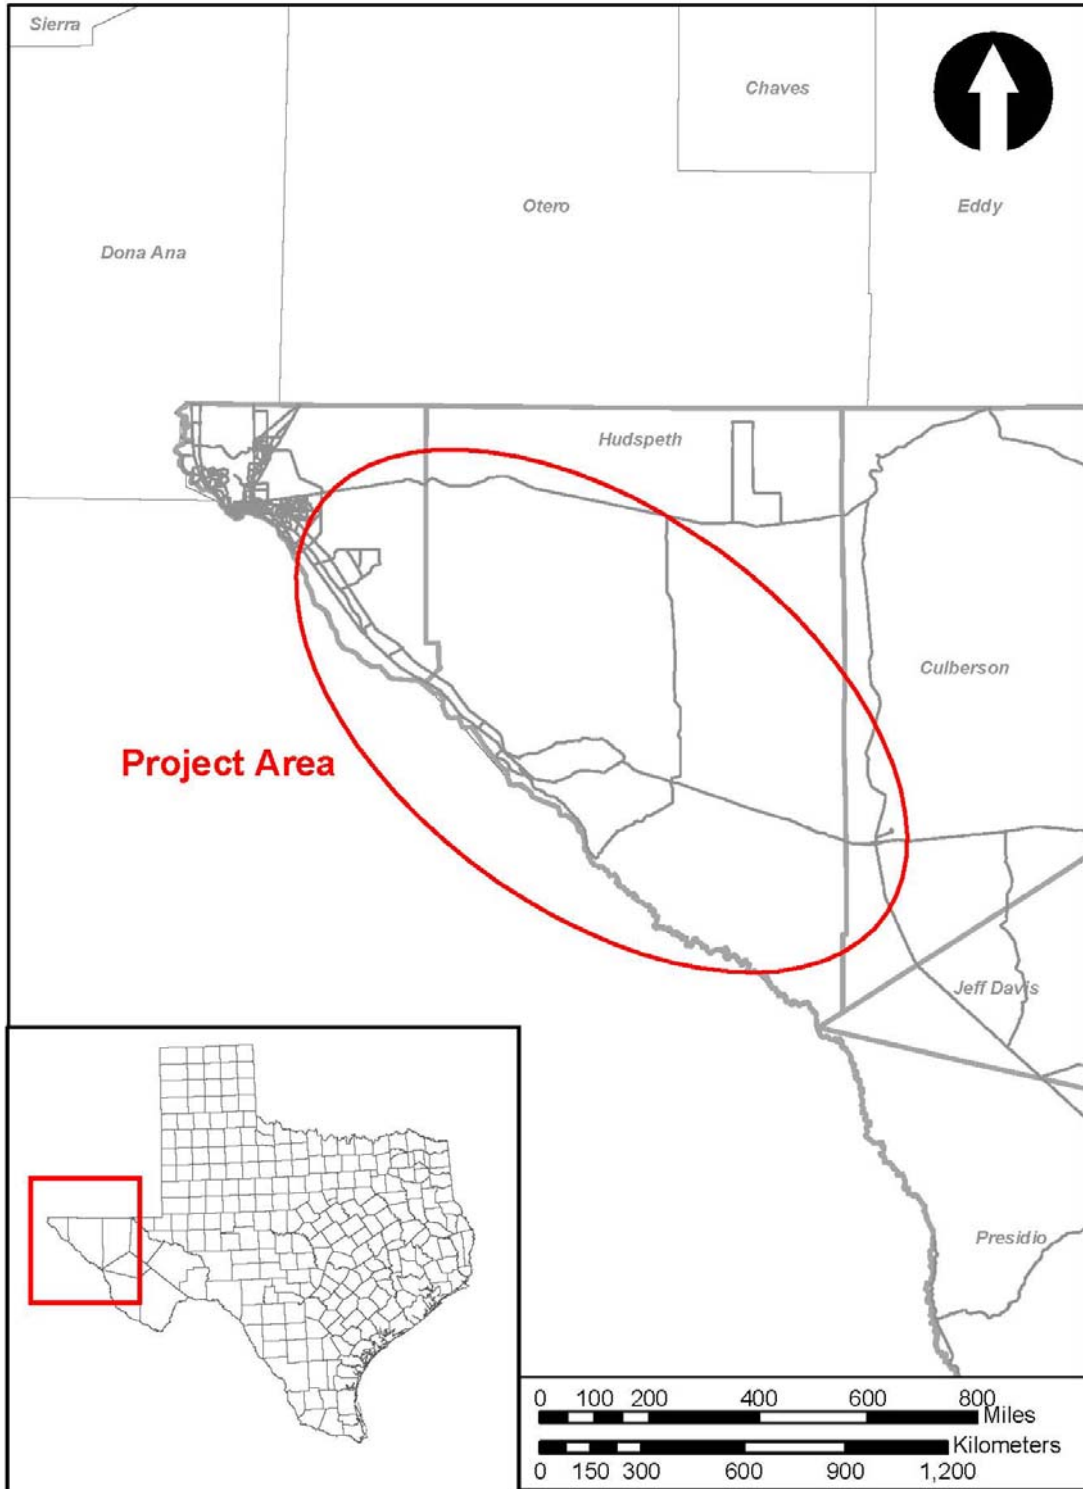 Sierra
Chaves
Otero
Eddy
Dona Ana
Hudspeth
Culberson
Project Area
Jeff Davis
Presidio
0 100 200 400 600 800
Miles
Kilometers
0 150 300 600 900 1,200